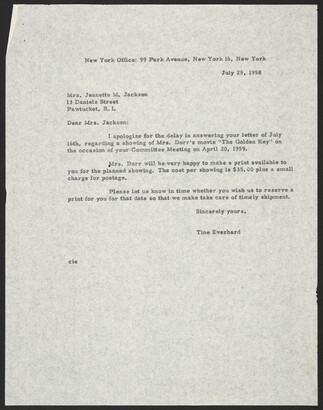 New York Office: 99 Park Avenue, New York 16, New York
July 25, 1958
Mrs. Jeanette M. Jackson
13 Daniels Street
Pawtucket, R. I.
Dear Mrs. Jackson:
I apologize for the delay in answering your letter of July
16th, regarding a showing of Mrs. Dorr's movie "The Golden Key" on
the occasion of your Committee Meeting on April 20, 1959.
Mrs. Dorr will be very happy to make a print available to
you for the planned showing. The cost per showing is $35.00 plus a small
charge for postage.
Please let us know in time whether you wish us to reserve a
print for you for that date so that we make take care of timely shipment.
Sincerely yours,
Tine Everhard